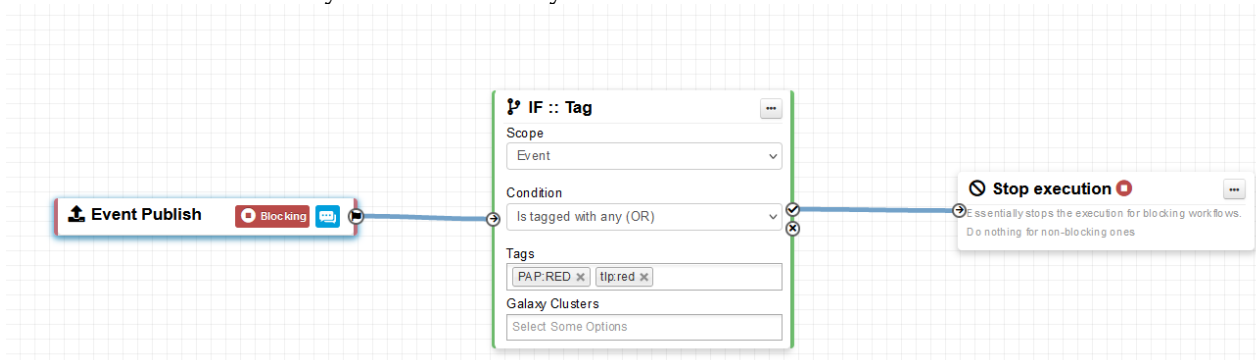 Event Publish
Blocking
IF :: Tag
Scope
Event
Condition
Is tagged with any (OR)
Tags
PAP:RED
tlp:red
Galaxy Clusters
Select Some Options
Stop execution
Essentially stops the execution for blocking workflows.
Do nothing for non-blocking ones